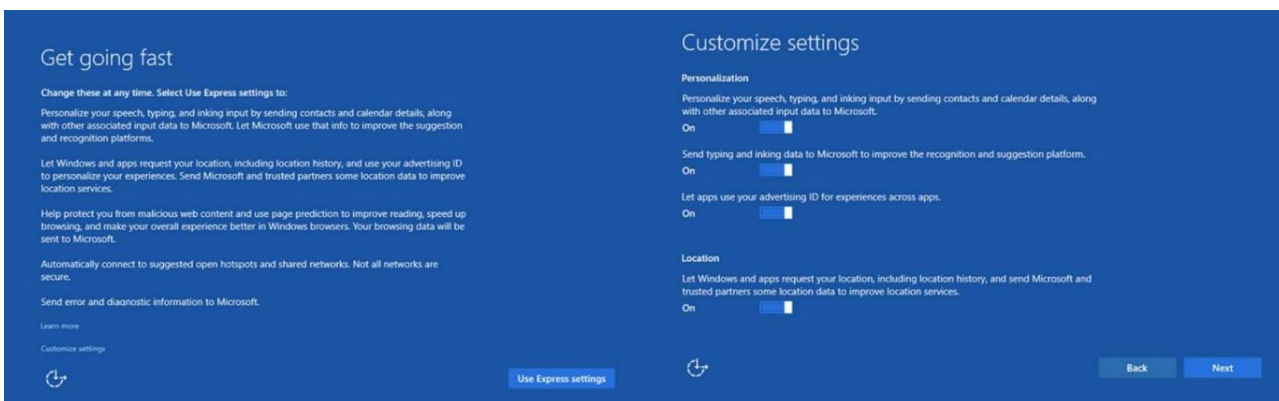 Get going fast
Change these at any time. Select Use Express settings to:
Personalize your speech, typing, and inking input by sending contacts and calendar details, along
with other associated input data to Microsoft. Let Microsoft use that info to improve the suggestion
and recognition platforms.
Let Windows and apps request your location, including location history, and use your advertising ID
to personalize your experiences. Send Microsoft and trusted partners some location data to improve
location services.
Help protect you from malicious web content and use page prediction to improve reading, speed up
browsing, and make your overall experience better in Windows browsers. Your browsing data will be
sent to Microsoft.
Automatically connect to suggested open hotspots and shared networks. Not all networks are
secure.
Send error and diagnostic information to Microsoft.
Learn more
Customize settings
Use Express settings
Customize settings
Personalization
Personalize your speech, typing, and inking input by sending contacts and calendar details, along
with other associated input data to Microsoft.
On
Send typing and inking data to Microsoft to improve the recognition and suggestion platform.
On
Let apps use your advertising ID for experiences across apps.
On
Location
Let Windows and apps request your location, including location history, and send Microsoft and
trusted partners some location data to improve location services.
On
Back
Next